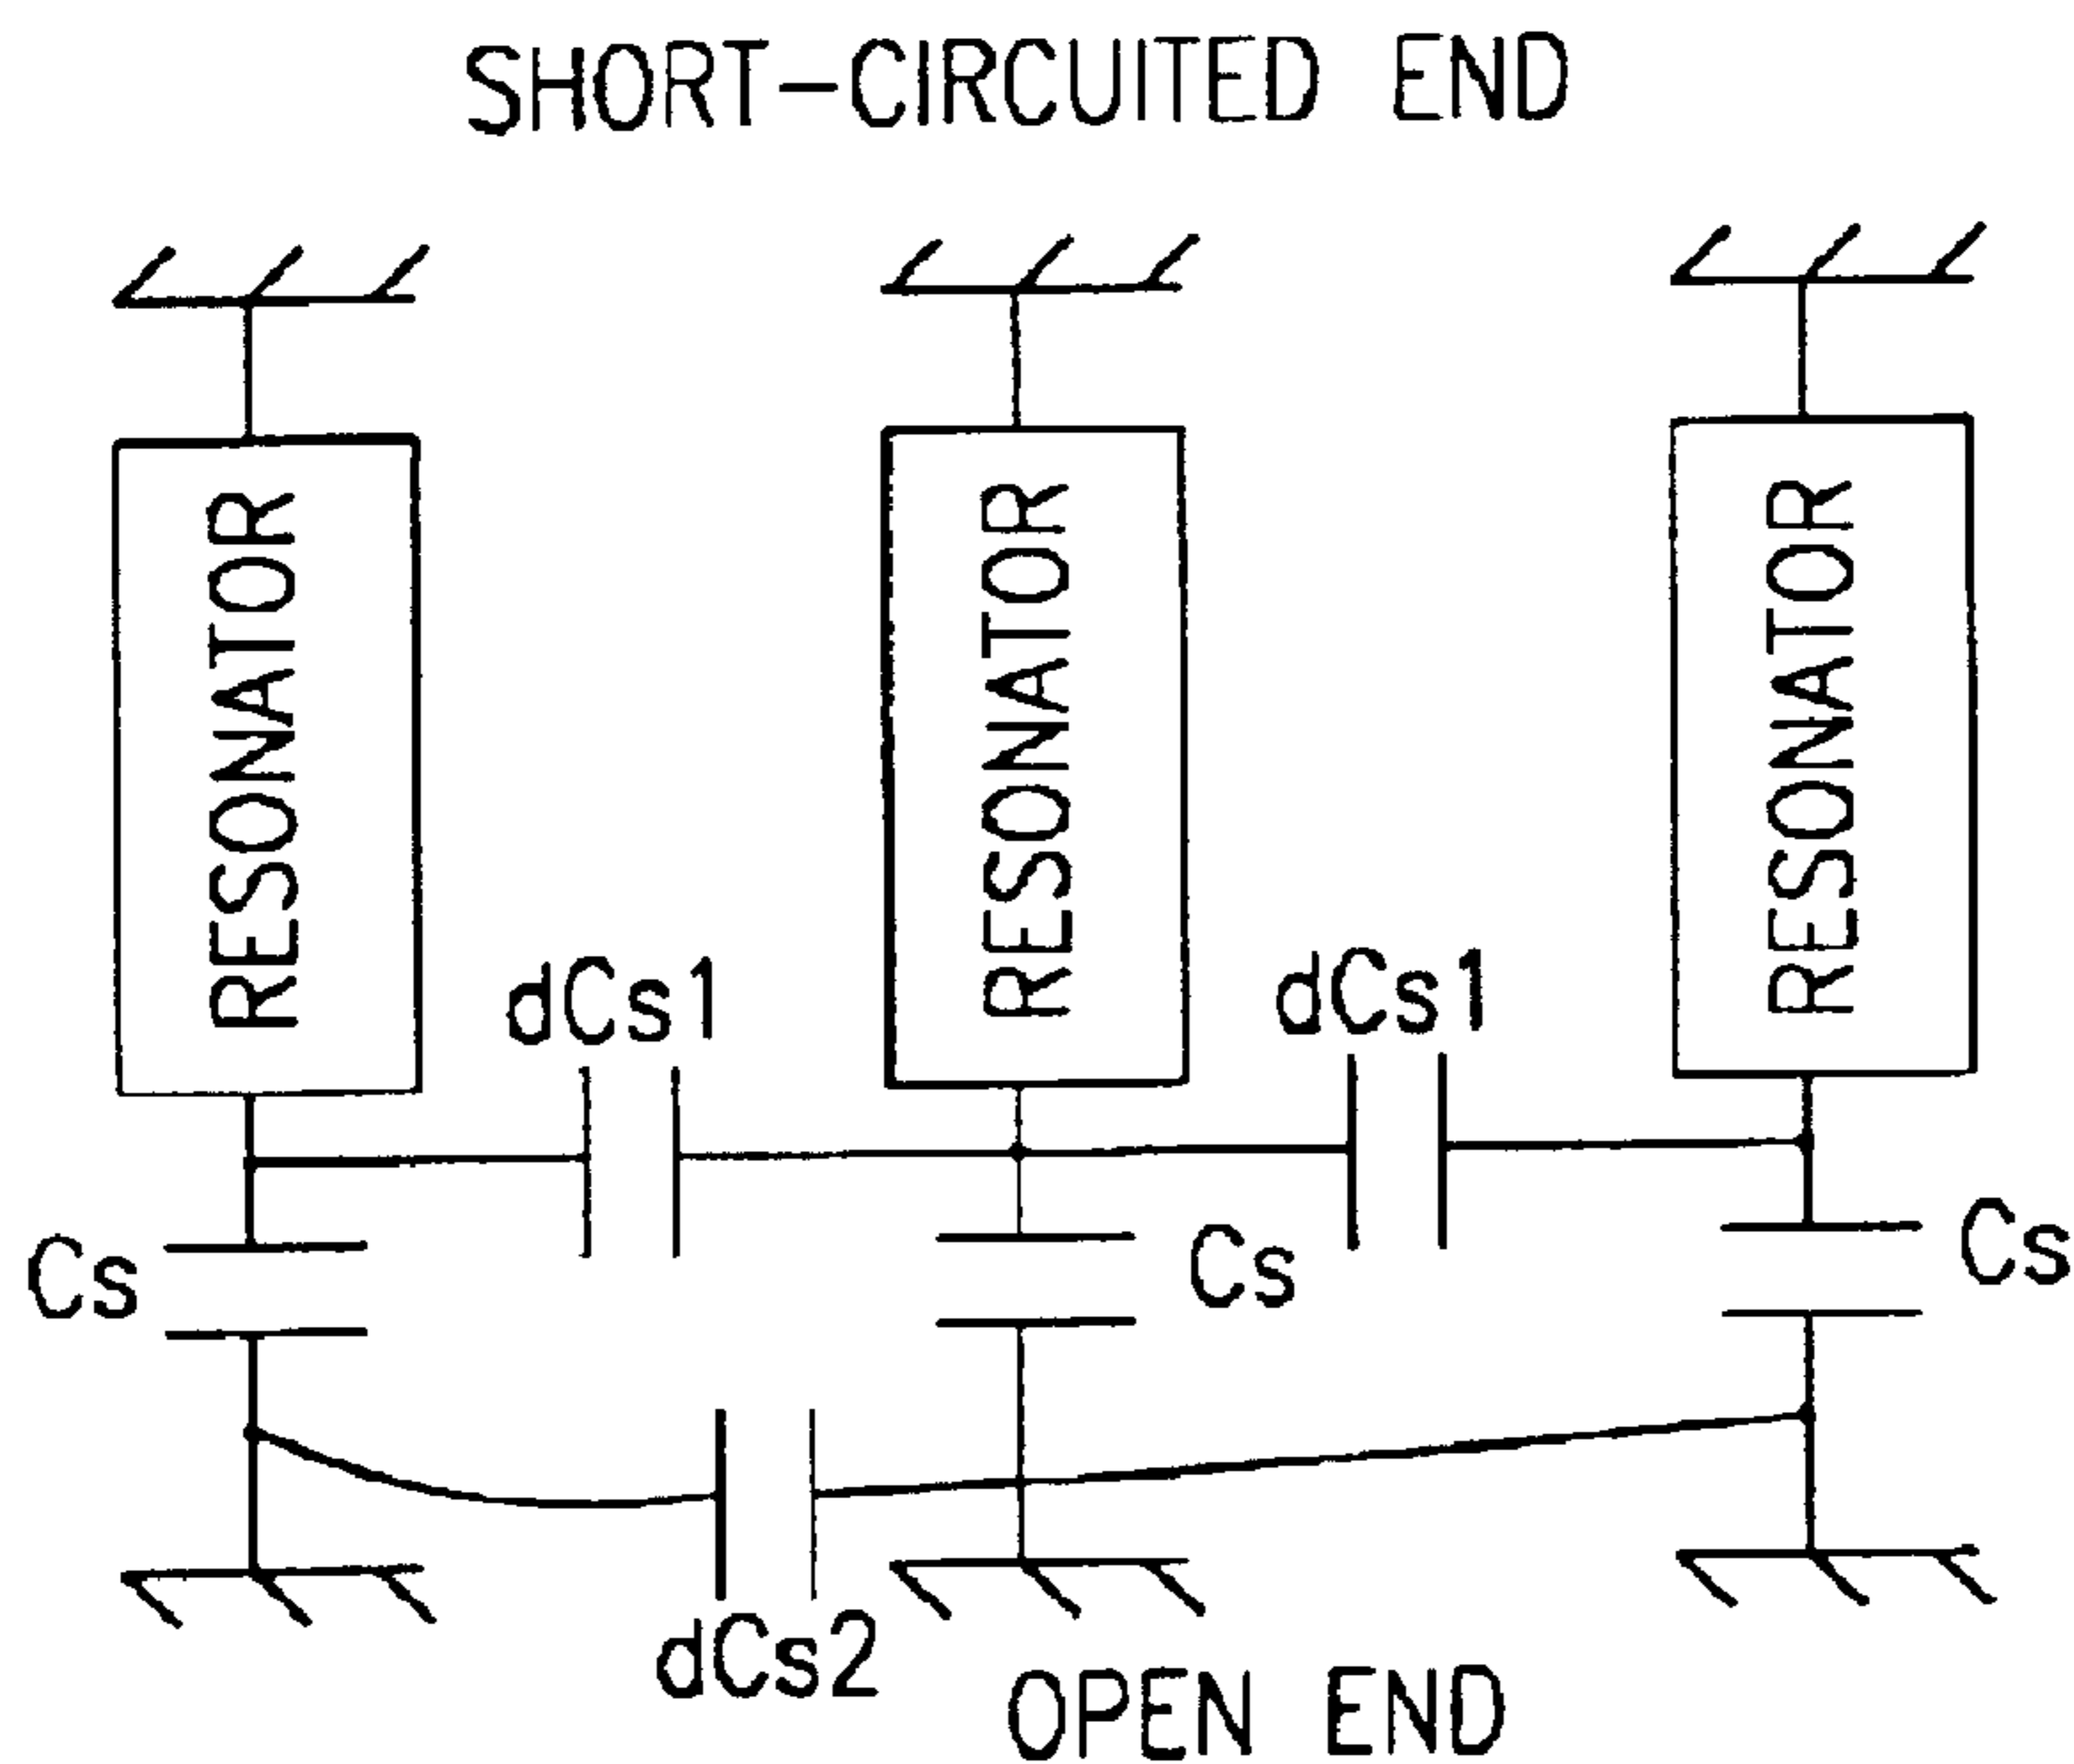 SHORT-CIRCUITED END
RESONATOR
RESONATOR
RESONATOR
dCs1
dCs1
Cs
Cs
Cs
dCs2
OPEN END